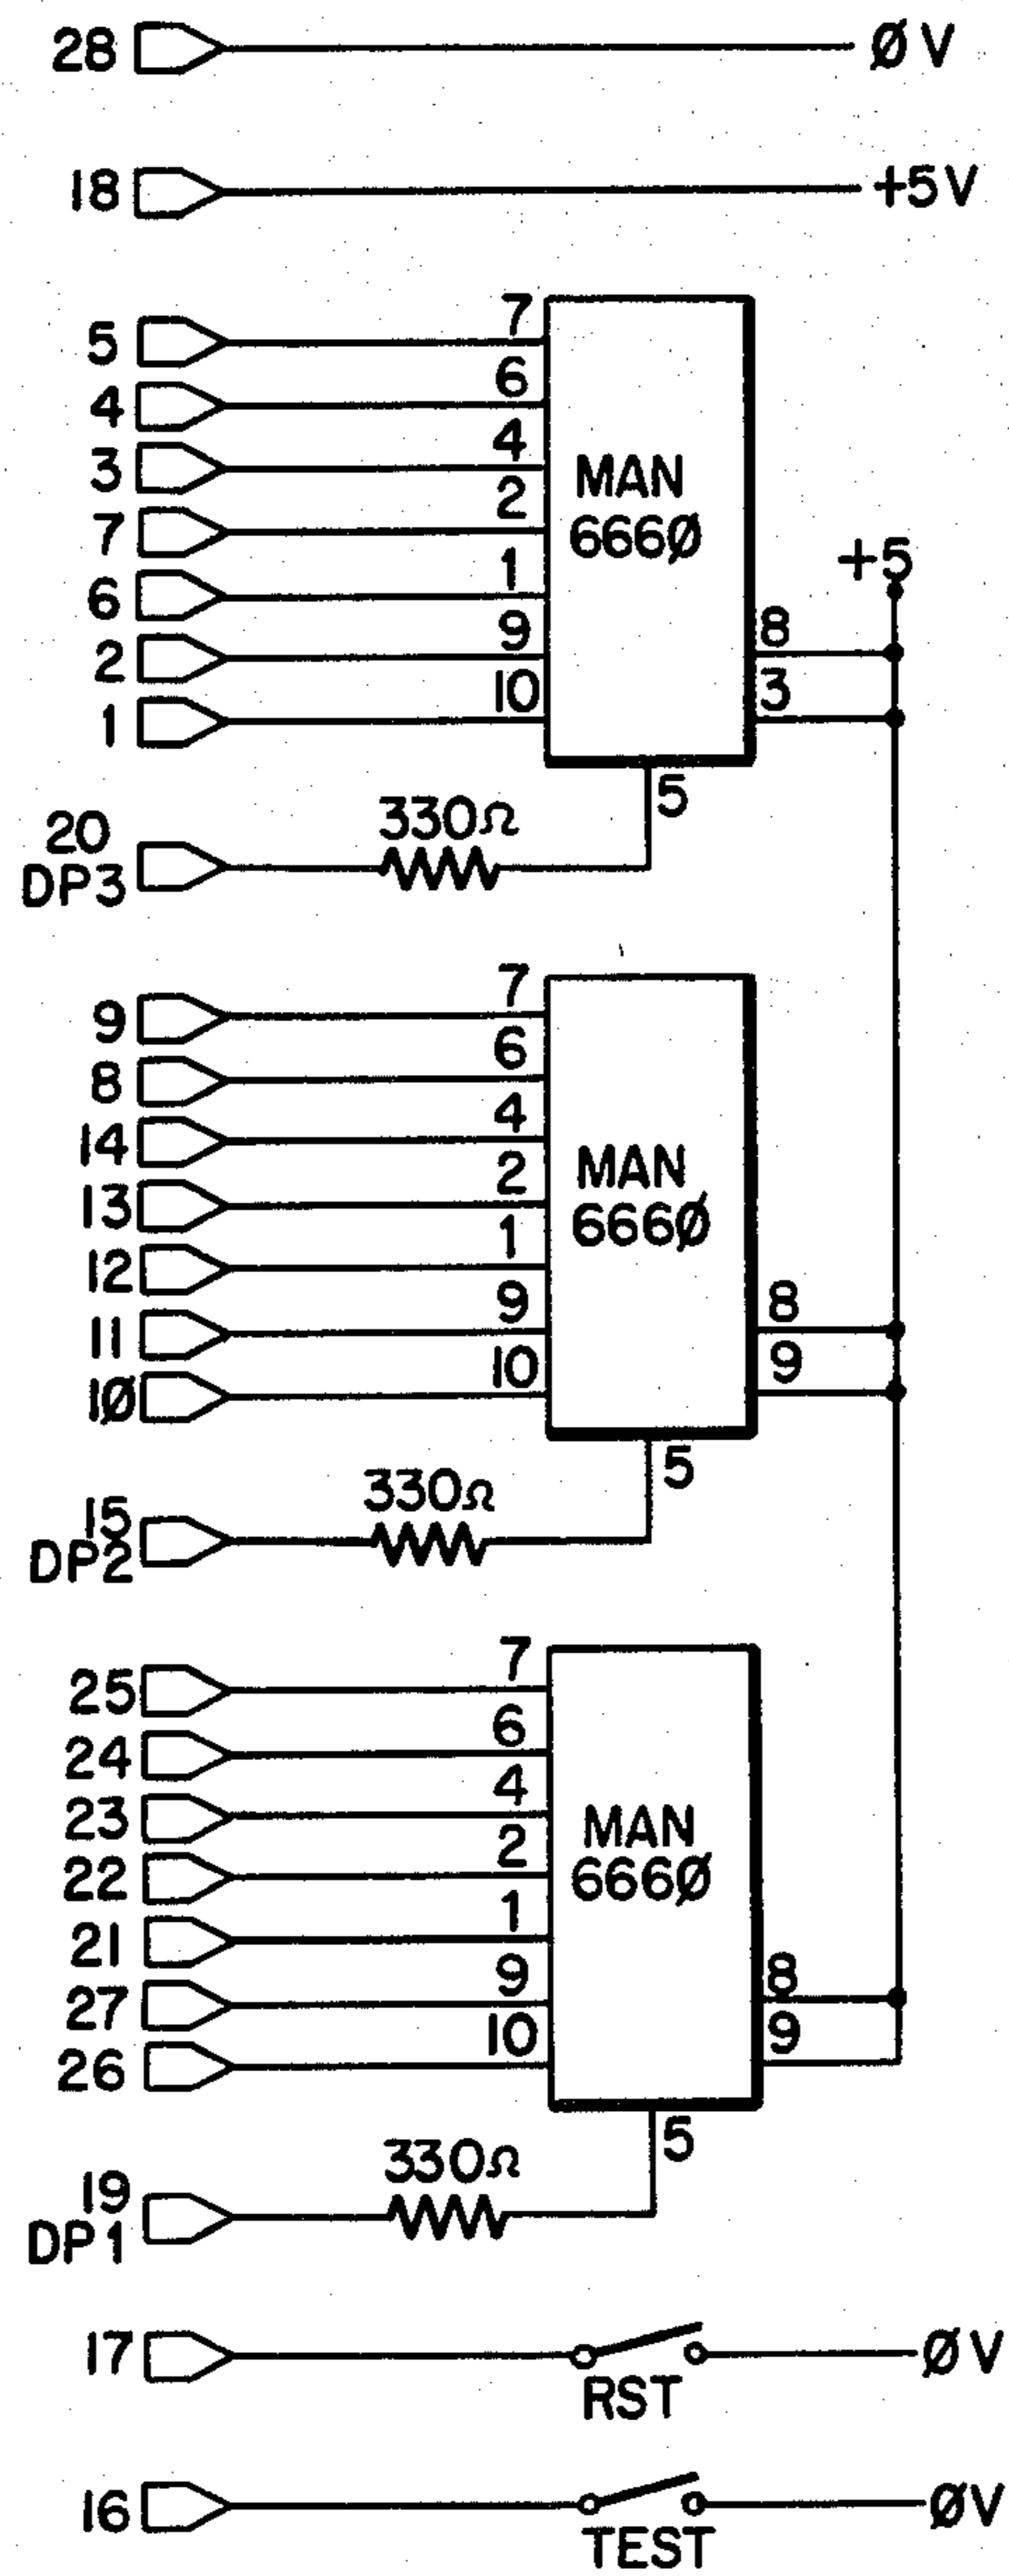 28 ØV
18 +5V
5 7
4 6
3 4
7 2
6 1
2 9
1 10
MAN
666Ø
+5
8
3
5
20
DP3
330Ω
9 7
8 6
14 4
13 2
12 1
11 9
1Ø 10
MAN
666Ø
8
9
5
15
DP2
330Ω
25 7
24 6
23 4
22 2
21 1
27 9
26 10
MAN
666Ø
8
9
5
19
DP1
330Ω
17 RST ØV
16 TEST ØV